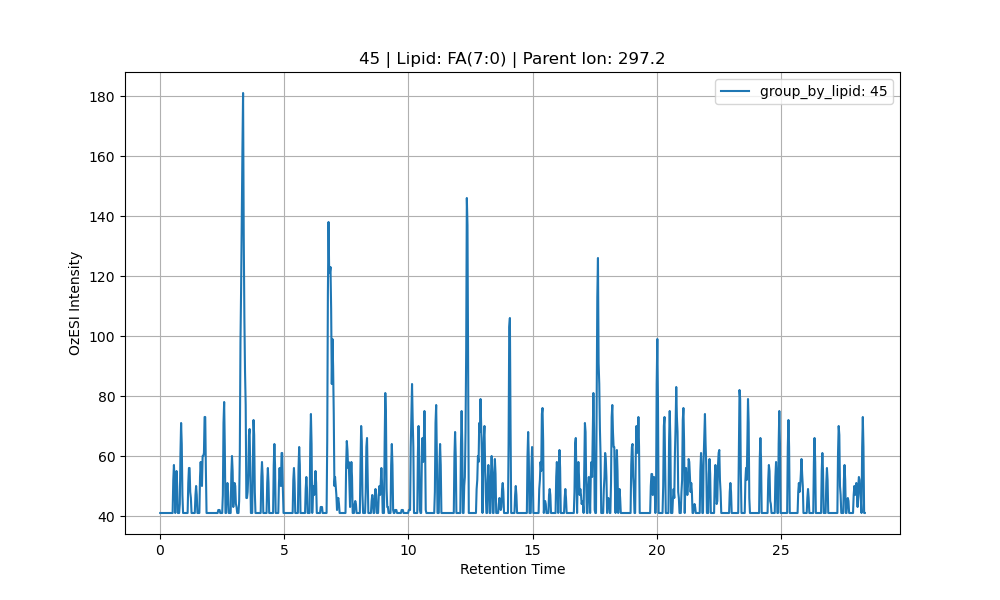 45 | Lipid: FA(7:0) | Parent Ion: 297.2
group_by_lipid: 45
OzESI Intensity
180
160
140
120
100
80
60
40
0 5 10 15 20 25
Retention Time